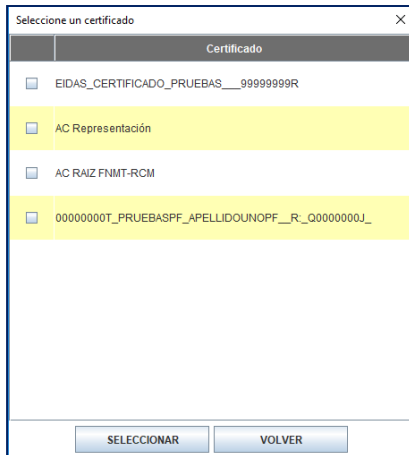 Seleccione un certificado
Certificado
EIDAS_CERTIFICADO_PRUEBAS___99999999R
AC Representación
AC RAIZ FNMT-RCM
00000000T_PRUEBASPF_APELLIDOUNOPF__R:_Q0000000J_
SELECCIONAR VOLVER